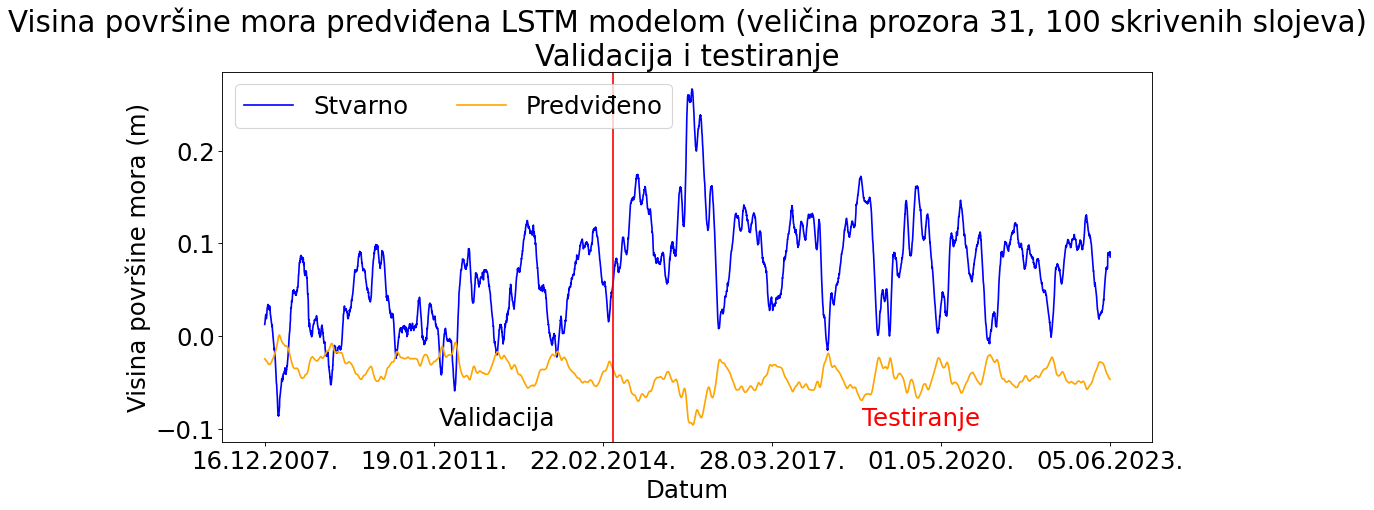 Visina površine mora predviđena LSTM modelom (veličina prozora 31, 100 skrivenih slojeva)
Validacija i testiranje
Stvarno Predviđeno
Visina površine mora (m)
0.2
0.1
0.0
−0.1
Validacija Testiranje
16.12.2007. 19.01.2011. 22.02.2014. 28.03.2017. 01.05.2020. 05.06.2023.
Datum